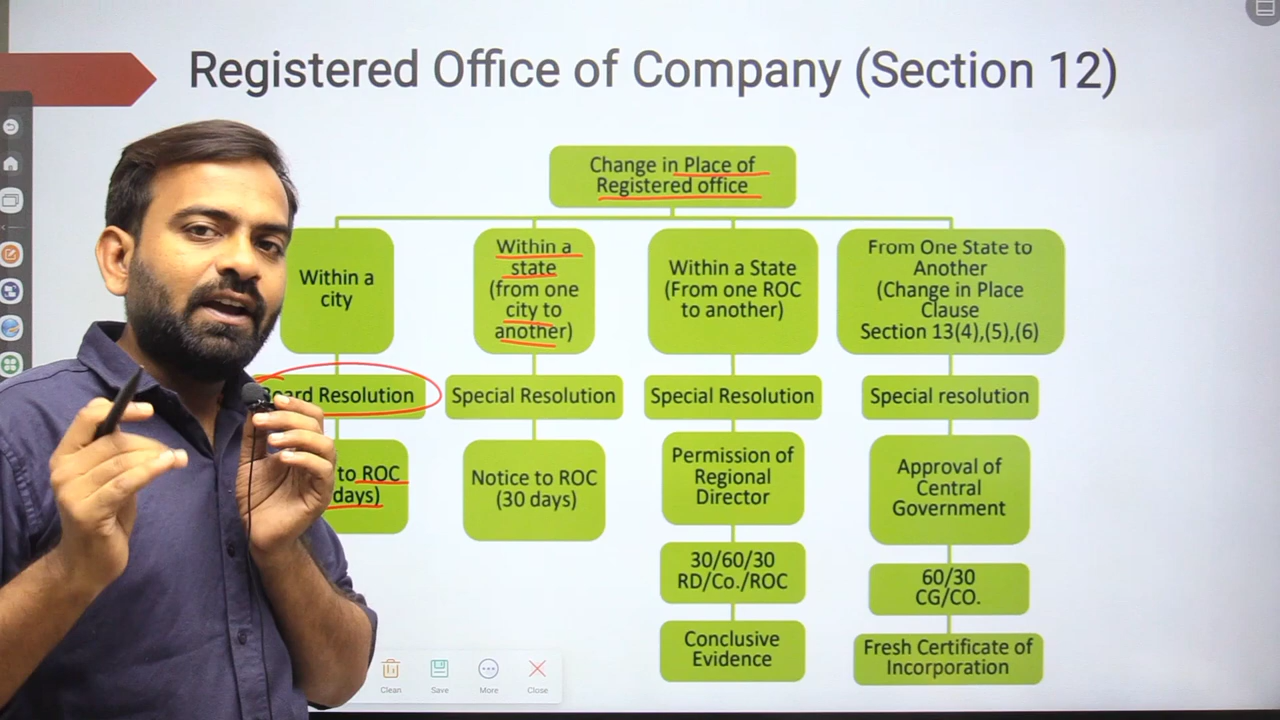 Registered Office of Company (Section 12)
Change in Place of
Registered office
Within a
city
Within a
state
(from one
city to
another)
Within a State
(From one ROC
to another)
From One State to
Another
(Change in Place
Clause
Section 13(4),(5),(6)
Resolution
Special Resolution
Special Resolution
Special resolution
to ROC
days)
Notice to ROC
(30 days)
Permission of
Regional
Director
Approval of
Central
Government
30/60/30
RD/Co./ROC
60/30
CG/CO.
Conclusive
Evidence
Fresh Certificate of
Incorporation
Clean
Save
More
Close